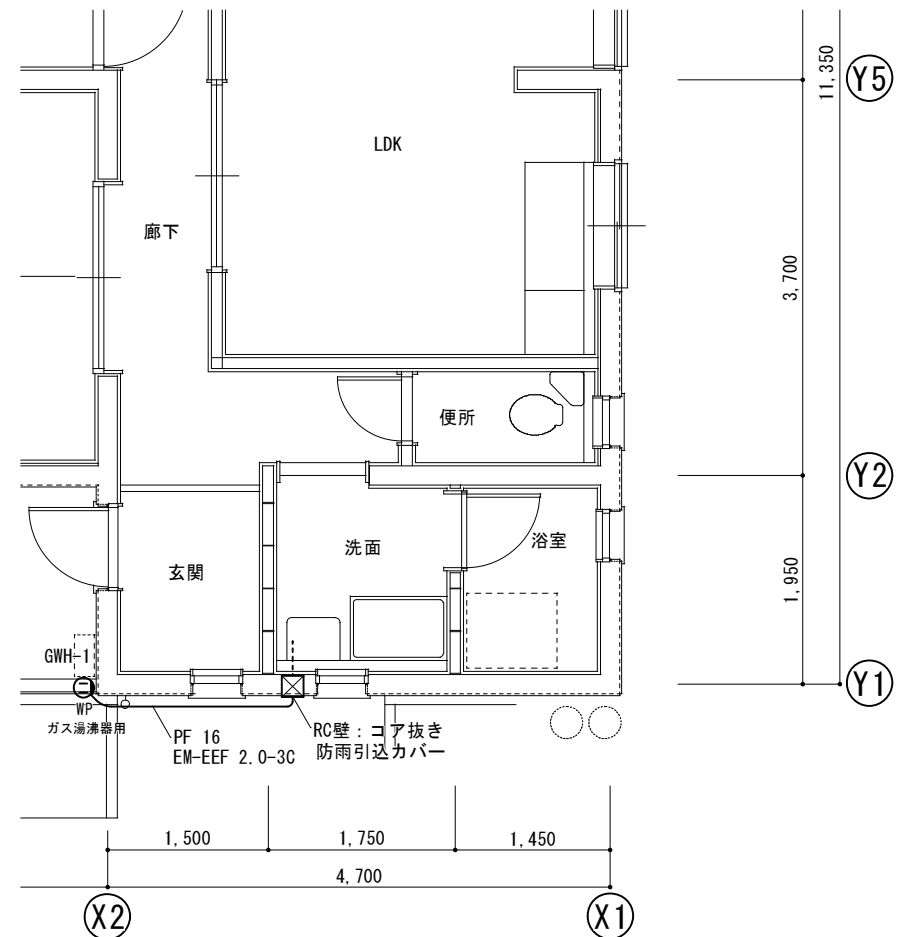 11,350
Y5
LDK
廊下
3,700
便所
Y2
洗面
浴室
玄関
1,950
GWH-1
Y1
WP
ガス湯沸器用
PF 16
EM-EEF 2.0-3C
RC壁：コア抜き
防雨引込カバー
1,500
1,750
1,450
4,700
X2
X1